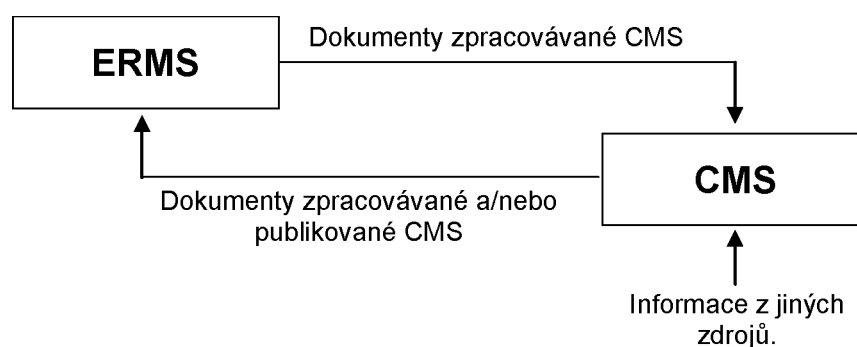 Dokumenty zpracovávané CMS
ERMS
CMS
Dokumenty zpracovávané a/nebo
publikované CMS
Informace z jiných
zdrojů.